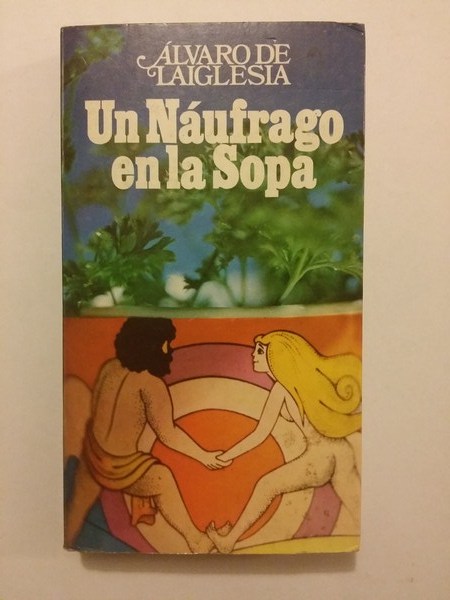 ÁLVARO DE
LAIGLESIA
Un Náufrago
en la Sopa